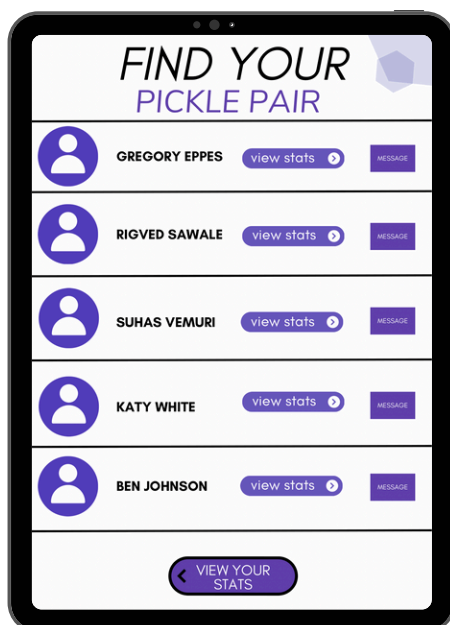 FIND YOUR
PICKLE PAIR
GREGORY EPPES view stats MESSAGE
RIGVED SAWALE view stats MESSAGE
SUHAS VEMURI view stats MESSAGE
KATY WHITE view stats MESSAGE
BEN JOHNSON view stats MESSAGE
VIEW YOUR
STATS